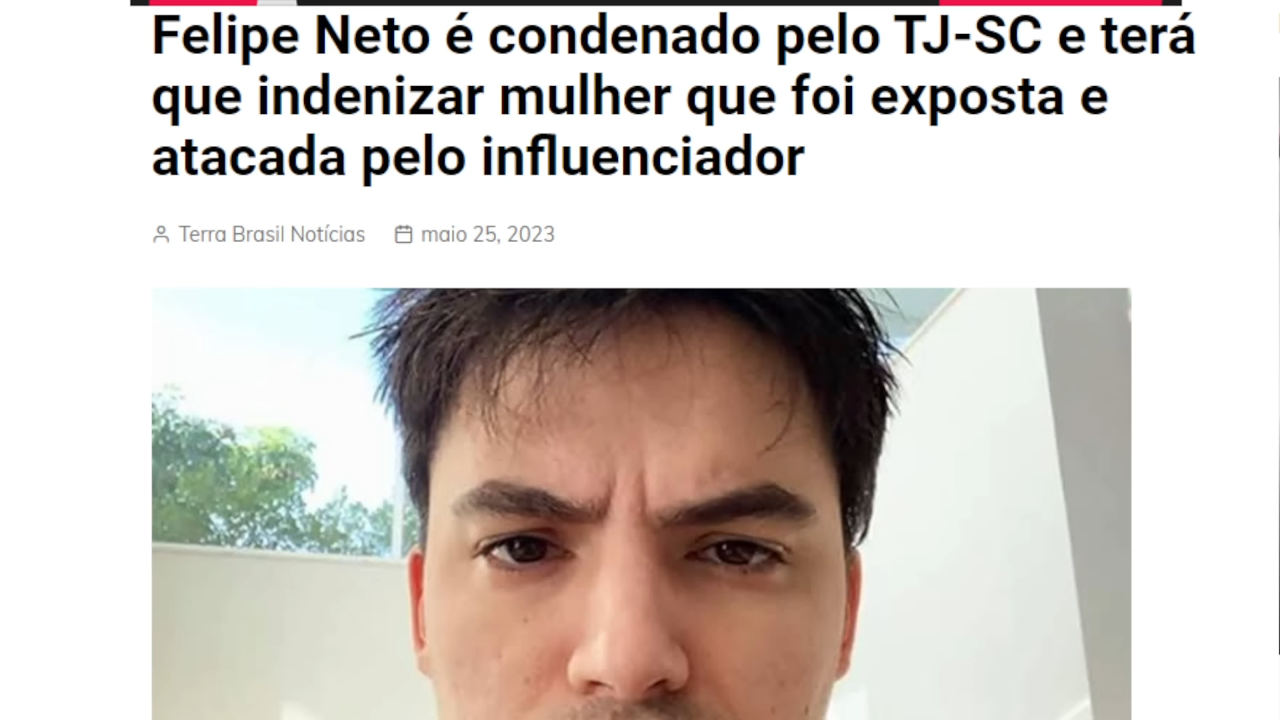 Felipe Neto é condenado pelo TJ-SC e terá
que indenizar mulher que foi exposta e
atacada pelo influenciador
Terra Brasil Notícias maio 25, 2023